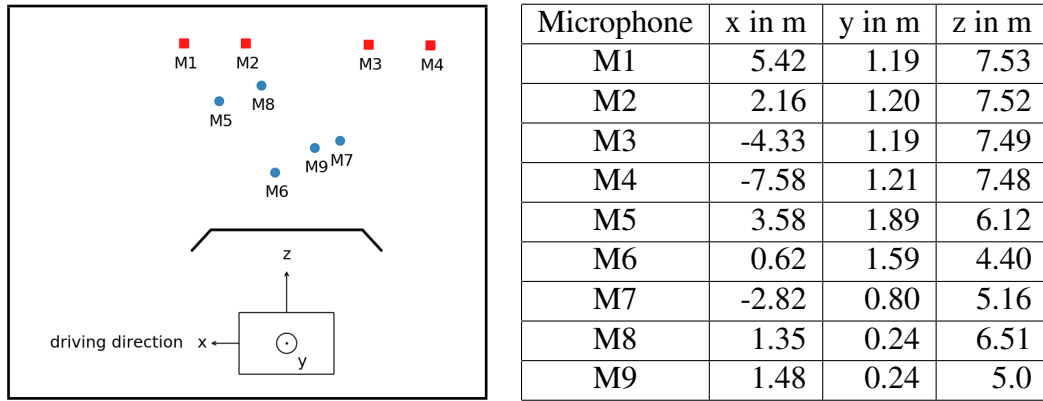 M1 M2 M3 M4
M8
M5
M9 M7
M6
z
driving direction x
y
Microphone x in m y in m z in m
M1 5.42 1.19 7.53
M2 2.16 1.20 7.52
M3 -4.33 1.19 7.49
M4 -7.58 1.21 7.48
M5 3.58 1.89 6.12
M6 0.62 1.59 4.40
M7 -2.82 0.80 5.16
M8 1.35 0.24 6.51
M9 1.48 0.24 5.0